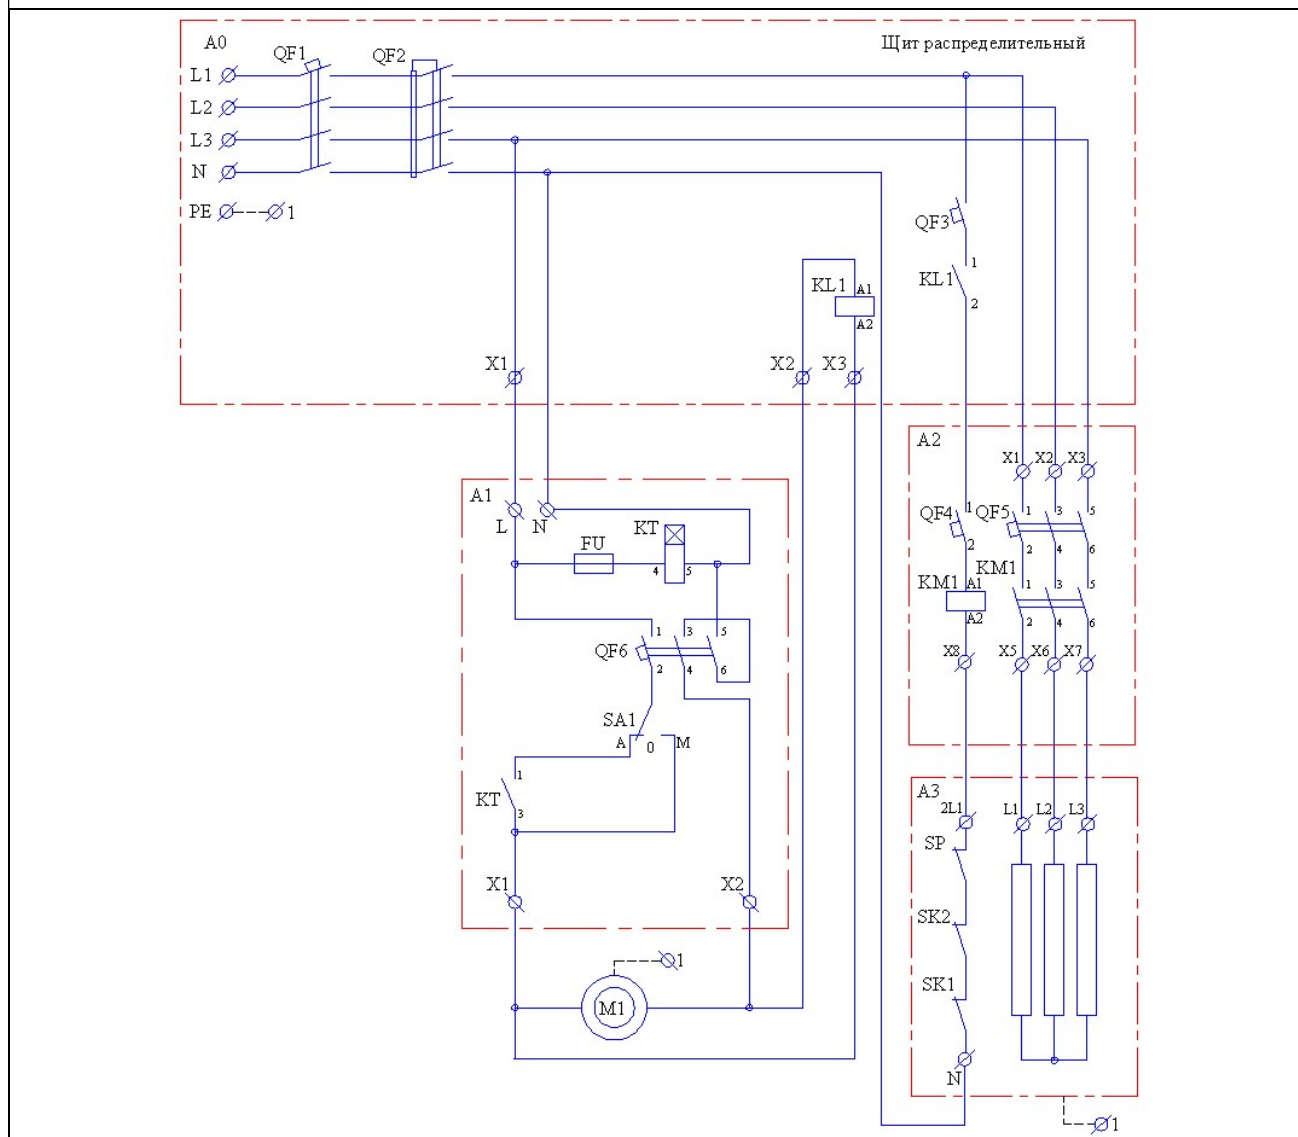 A0 QF1 QF2 Щит распределительный
L1
L2
L3
N
PE 1
QF3
KL1 1
2
KL1 A1
A2
X1 X2 X3
A2
X1 X2 X3
A1
L N
FU KT
4 5
QF4 1 QF5 1 3 5
2 2 4 6
KM1
KM1 A1 1 3 5
A2 2 4 6
1 3 5
QF6
2 4 6
X8 X5 X6 X7
SA1
A 0 M
KT 1
3
A3
2L1 L1 L2 L3
SP
X1 X2
SK2
1
SK1
M1
N
1